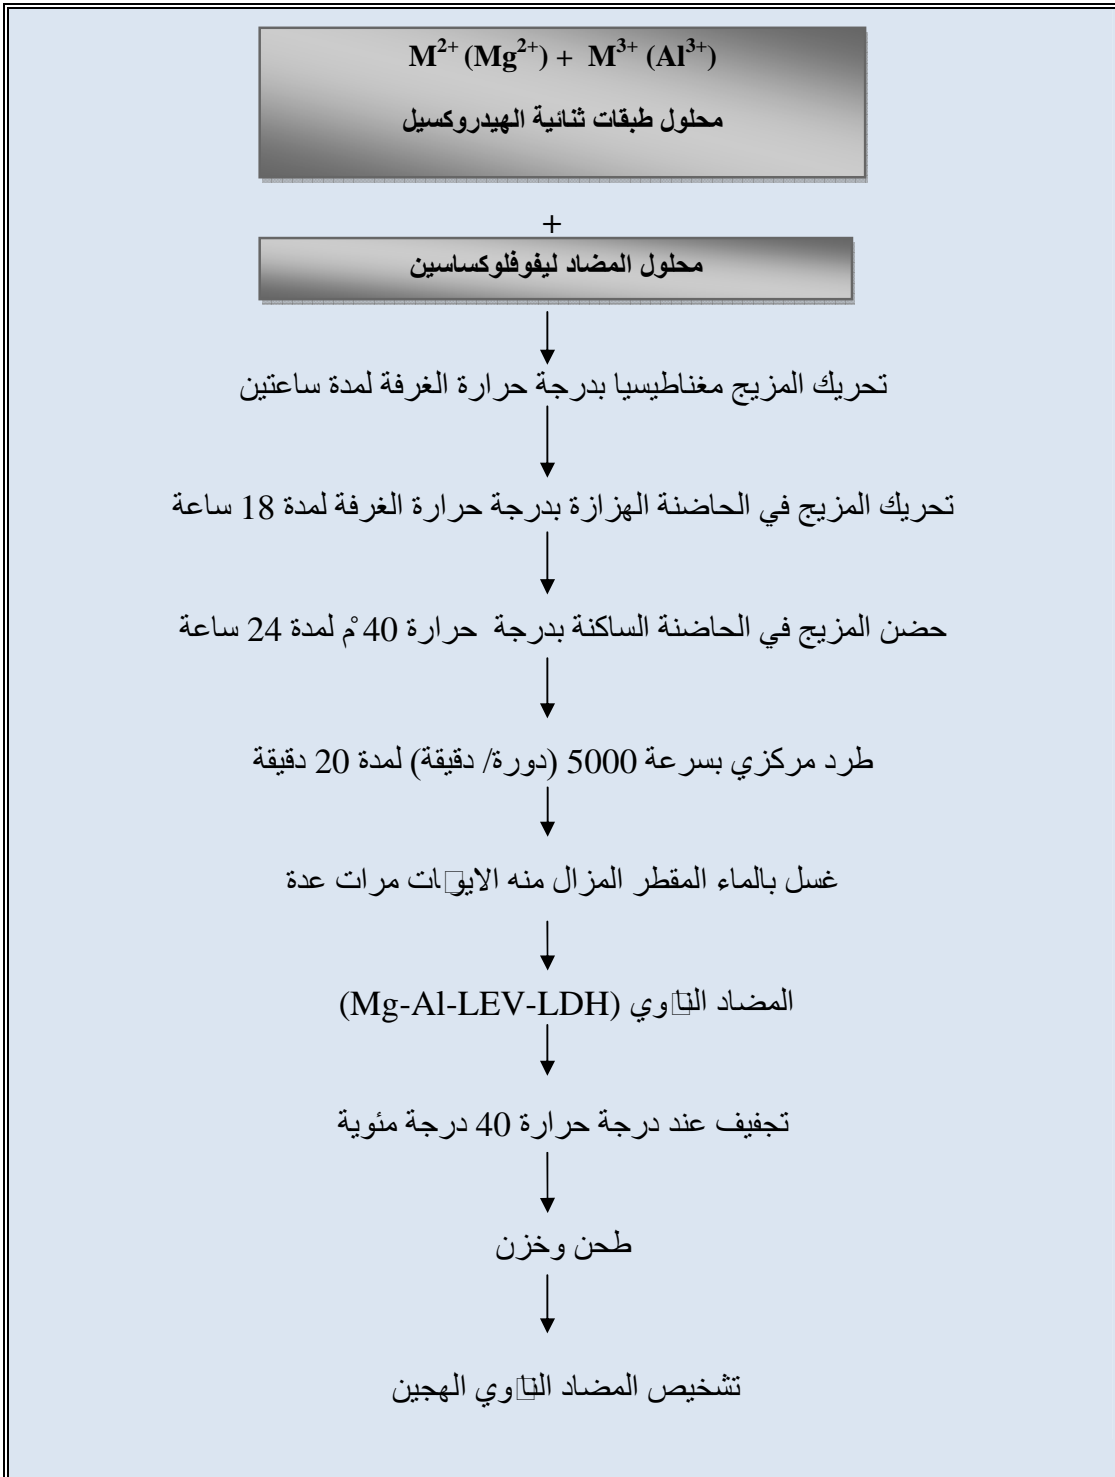 M²⁺ (Mg²⁺) + M³⁺ (Al³⁺)
محلول طبقات ثنائية الهيدروكسيل
+
محلول المضاد ليفوفلوكساسين
تحريك المزيج مغناطيسيا بدرجة حرارة الغرفة لمدة ساعتين
تحريك المزيج في الحاضنة الهزازة بدرجة حرارة الغرفة لمدة 18 ساعة
حضن المزيج في الحاضنة الساكنة بدرجة حرارة 40 ْم لمدة 24 ساعة
طرد مركزي بسرعة 5000 (دورة/ دقيقة) لمدة 20 دقيقة
غسل بالماء المقطر المزال منه مرات عدة
المضاد (Mg-Al-LEV-LDH)
تجفيف عند درجة حرارة 40 درجة مئوية
طحن وخزن
تشخيص المضاد الهجين